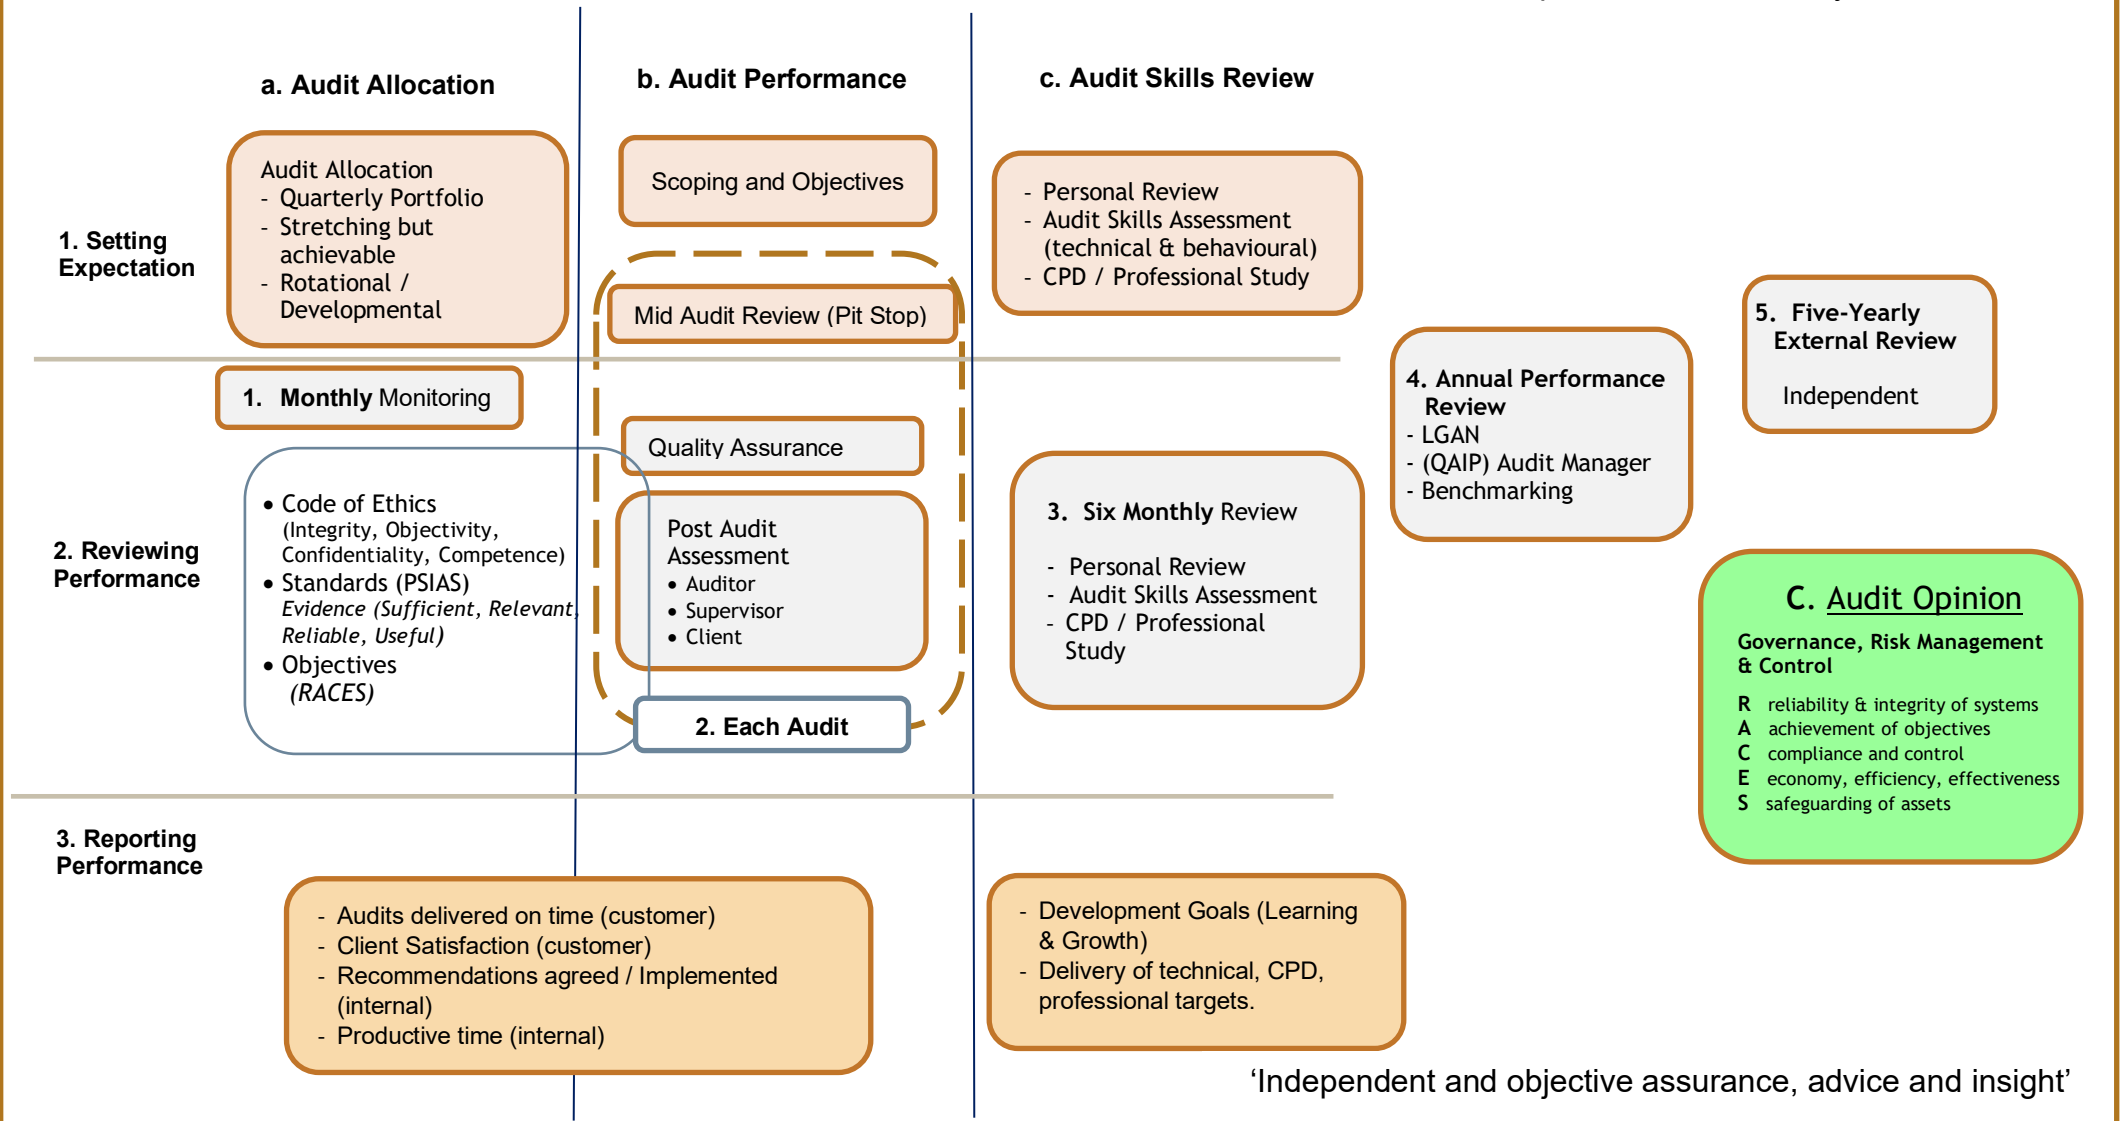 a. Audit Allocation
b. Audit Performance
c. Audit Skills Review
1. Setting
Expectation
Audit Allocation
- Quarterly Portfolio
- Stretching but
achievable
- Rotational /
Developmental
Scoping and Objectives
Mid Audit Review (Pit Stop)
- Personal Review
- Audit Skills Assessment
(technical & behavioural)
- CPD / Professional Study
2. Reviewing
Performance
1. Monthly Monitoring
• Code of Ethics
(Integrity, Objectivity,
Confidentiality, Competence)
• Standards (PSIAS)
Evidence (Sufficient, Relevant,
Reliable, Useful)
• Objectives
(RACES)
Quality Assurance
Post Audit
Assessment
• Auditor
• Supervisor
• Client
2. Each Audit
3. Six Monthly Review
- Personal Review
- Audit Skills Assessment
- CPD / Professional
Study
4. Annual Performance
Review
- LGAN
- (QAIP) Audit Manager
- Benchmarking
5. Five-Yearly
External Review
Independent
C. Audit Opinion
Governance, Risk Management
& Control
R reliability & integrity of systems
A achievement of objectives
C compliance and control
E economy, efficiency, effectiveness
S safeguarding of assets
3. Reporting
Performance
- Audits delivered on time (customer)
- Client Satisfaction (customer)
- Recommendations agreed / Implemented
(internal)
- Productive time (internal)
- Development Goals (Learning
& Growth)
- Delivery of technical, CPD,
professional targets.
‘Independent and objective assurance, advice and insight’